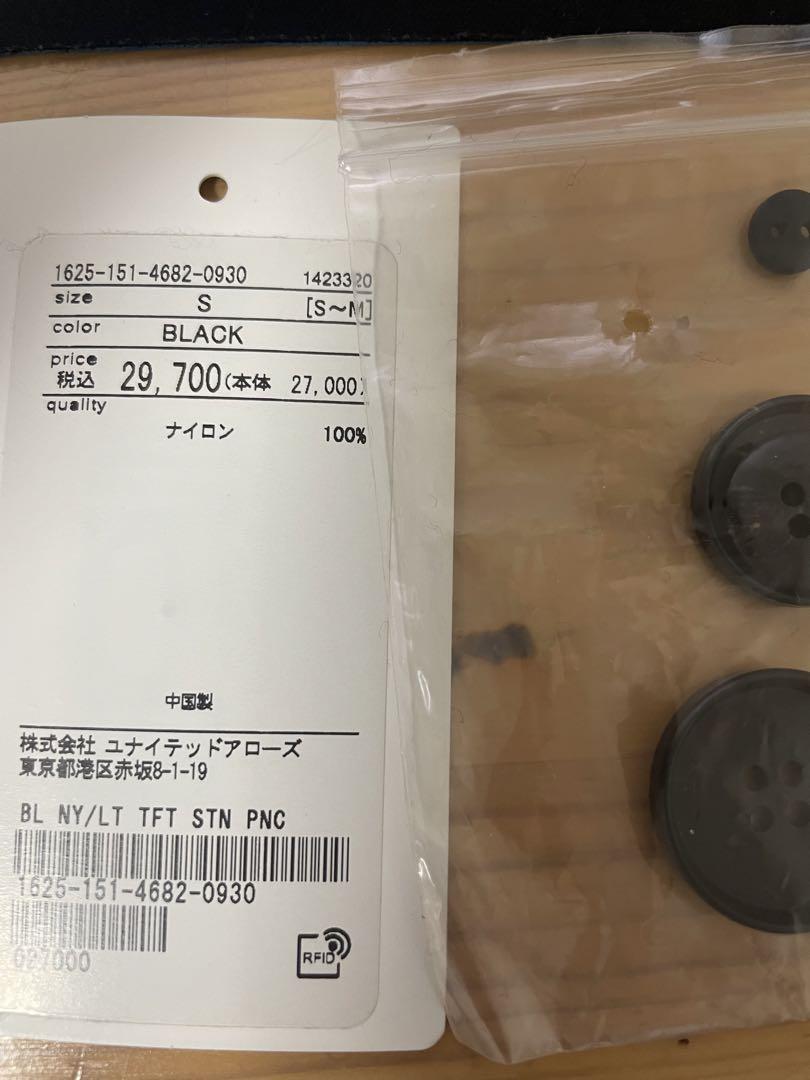 1625-151-4682-0930 1423320
size S [S～M]
color BLACK
price
税込 29,700(本体 27,000)
quality
ナイロン 100%
中国製
株式会社 ユナイテッドアローズ
東京都港区赤坂8-1-19
BL NY/LT TFT STN PNC
1625-151-4682-0930
027000
RFID